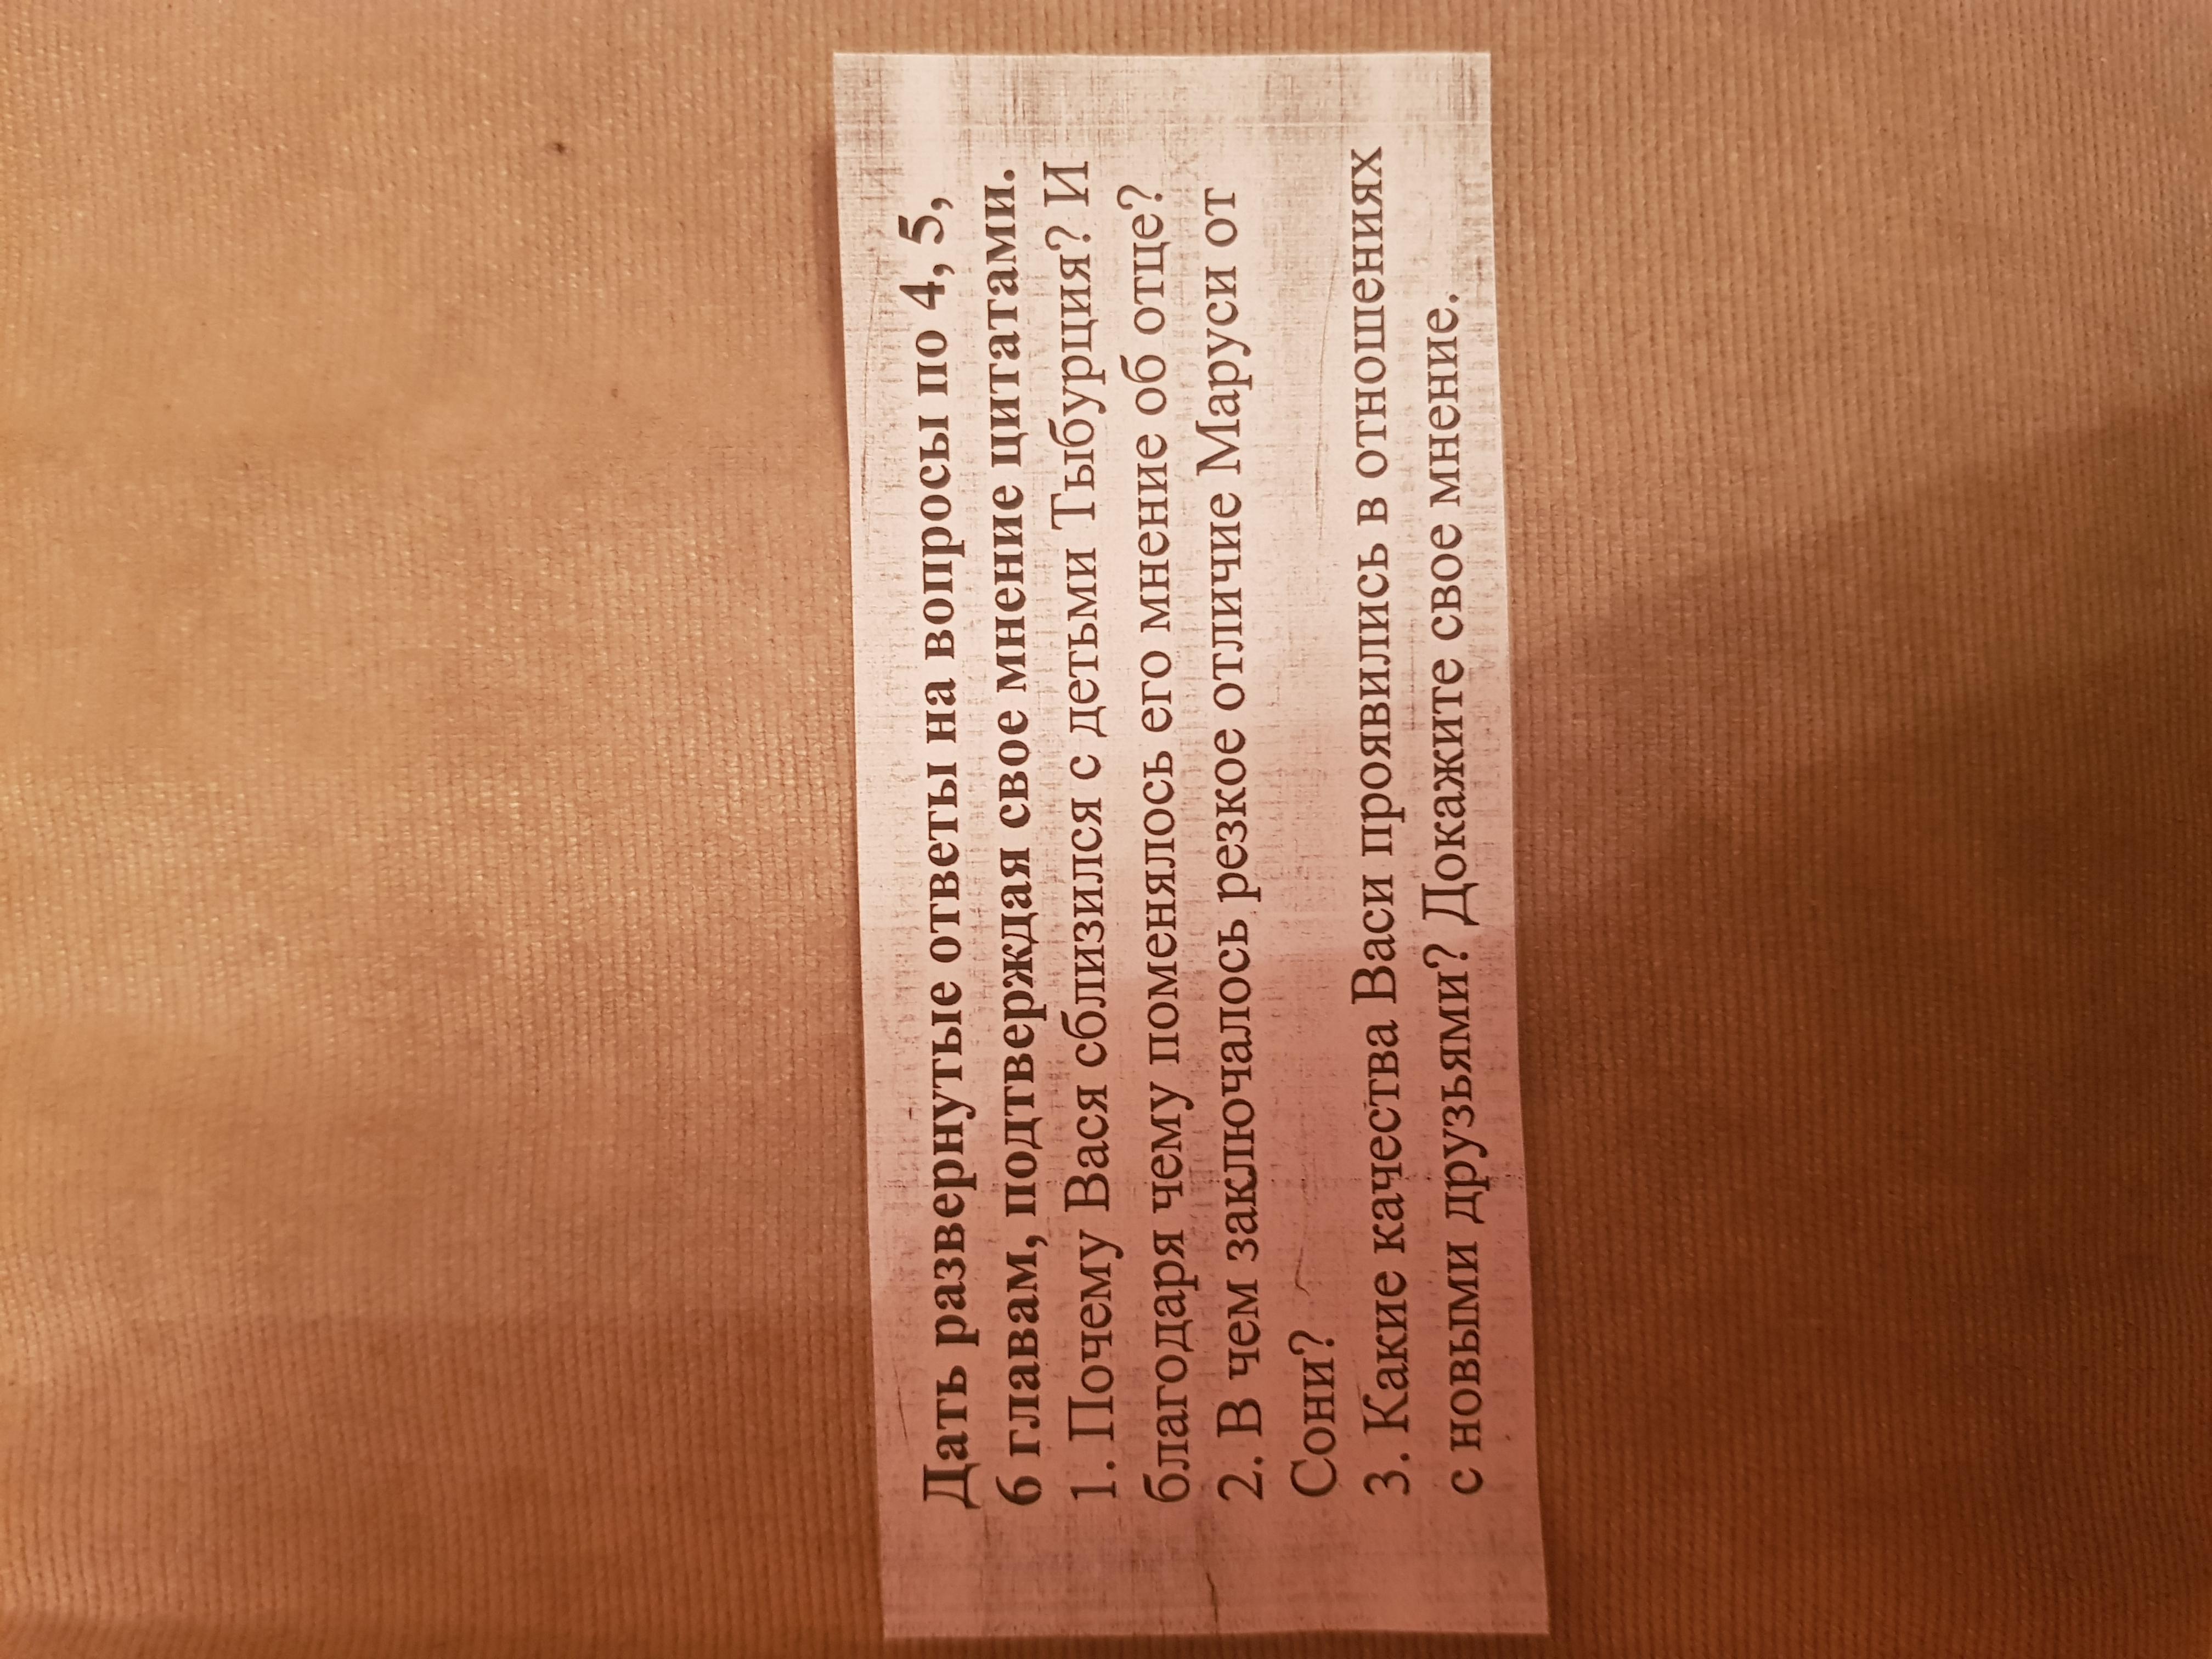 Дать развернутые ответы на вопросы по 4, 5,
6 главам, подтверждая свое мнение цитатами.
1. Почему Вася сблизился с детьми Тыбурция? И
благодаря чему поменялось его мнение об отце?
2. В чем заключалось резкое отличие Маруси от
Сони?
3. Какие качества Васи проявились в отношениях
с новыми друзьями? Докажите свое мнение.